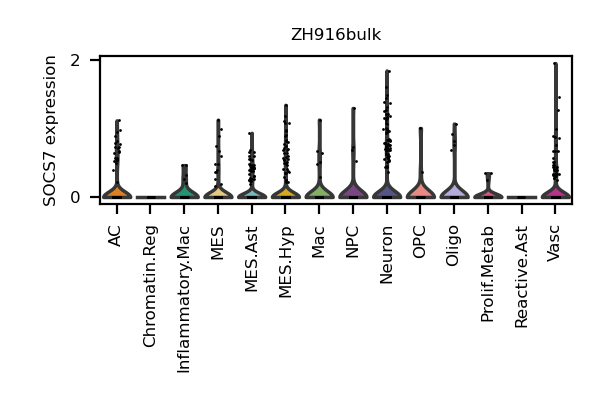 ZH916bulk
SOCS7 expression
2
0
AC
Chromatin.Reg
Inflammatory.Mac
MES
MES.Ast
MES.Hyp
Mac
NPC
Neuron
OPC
Oligo
Prolif.Metab
Reactive.Ast
Vasc